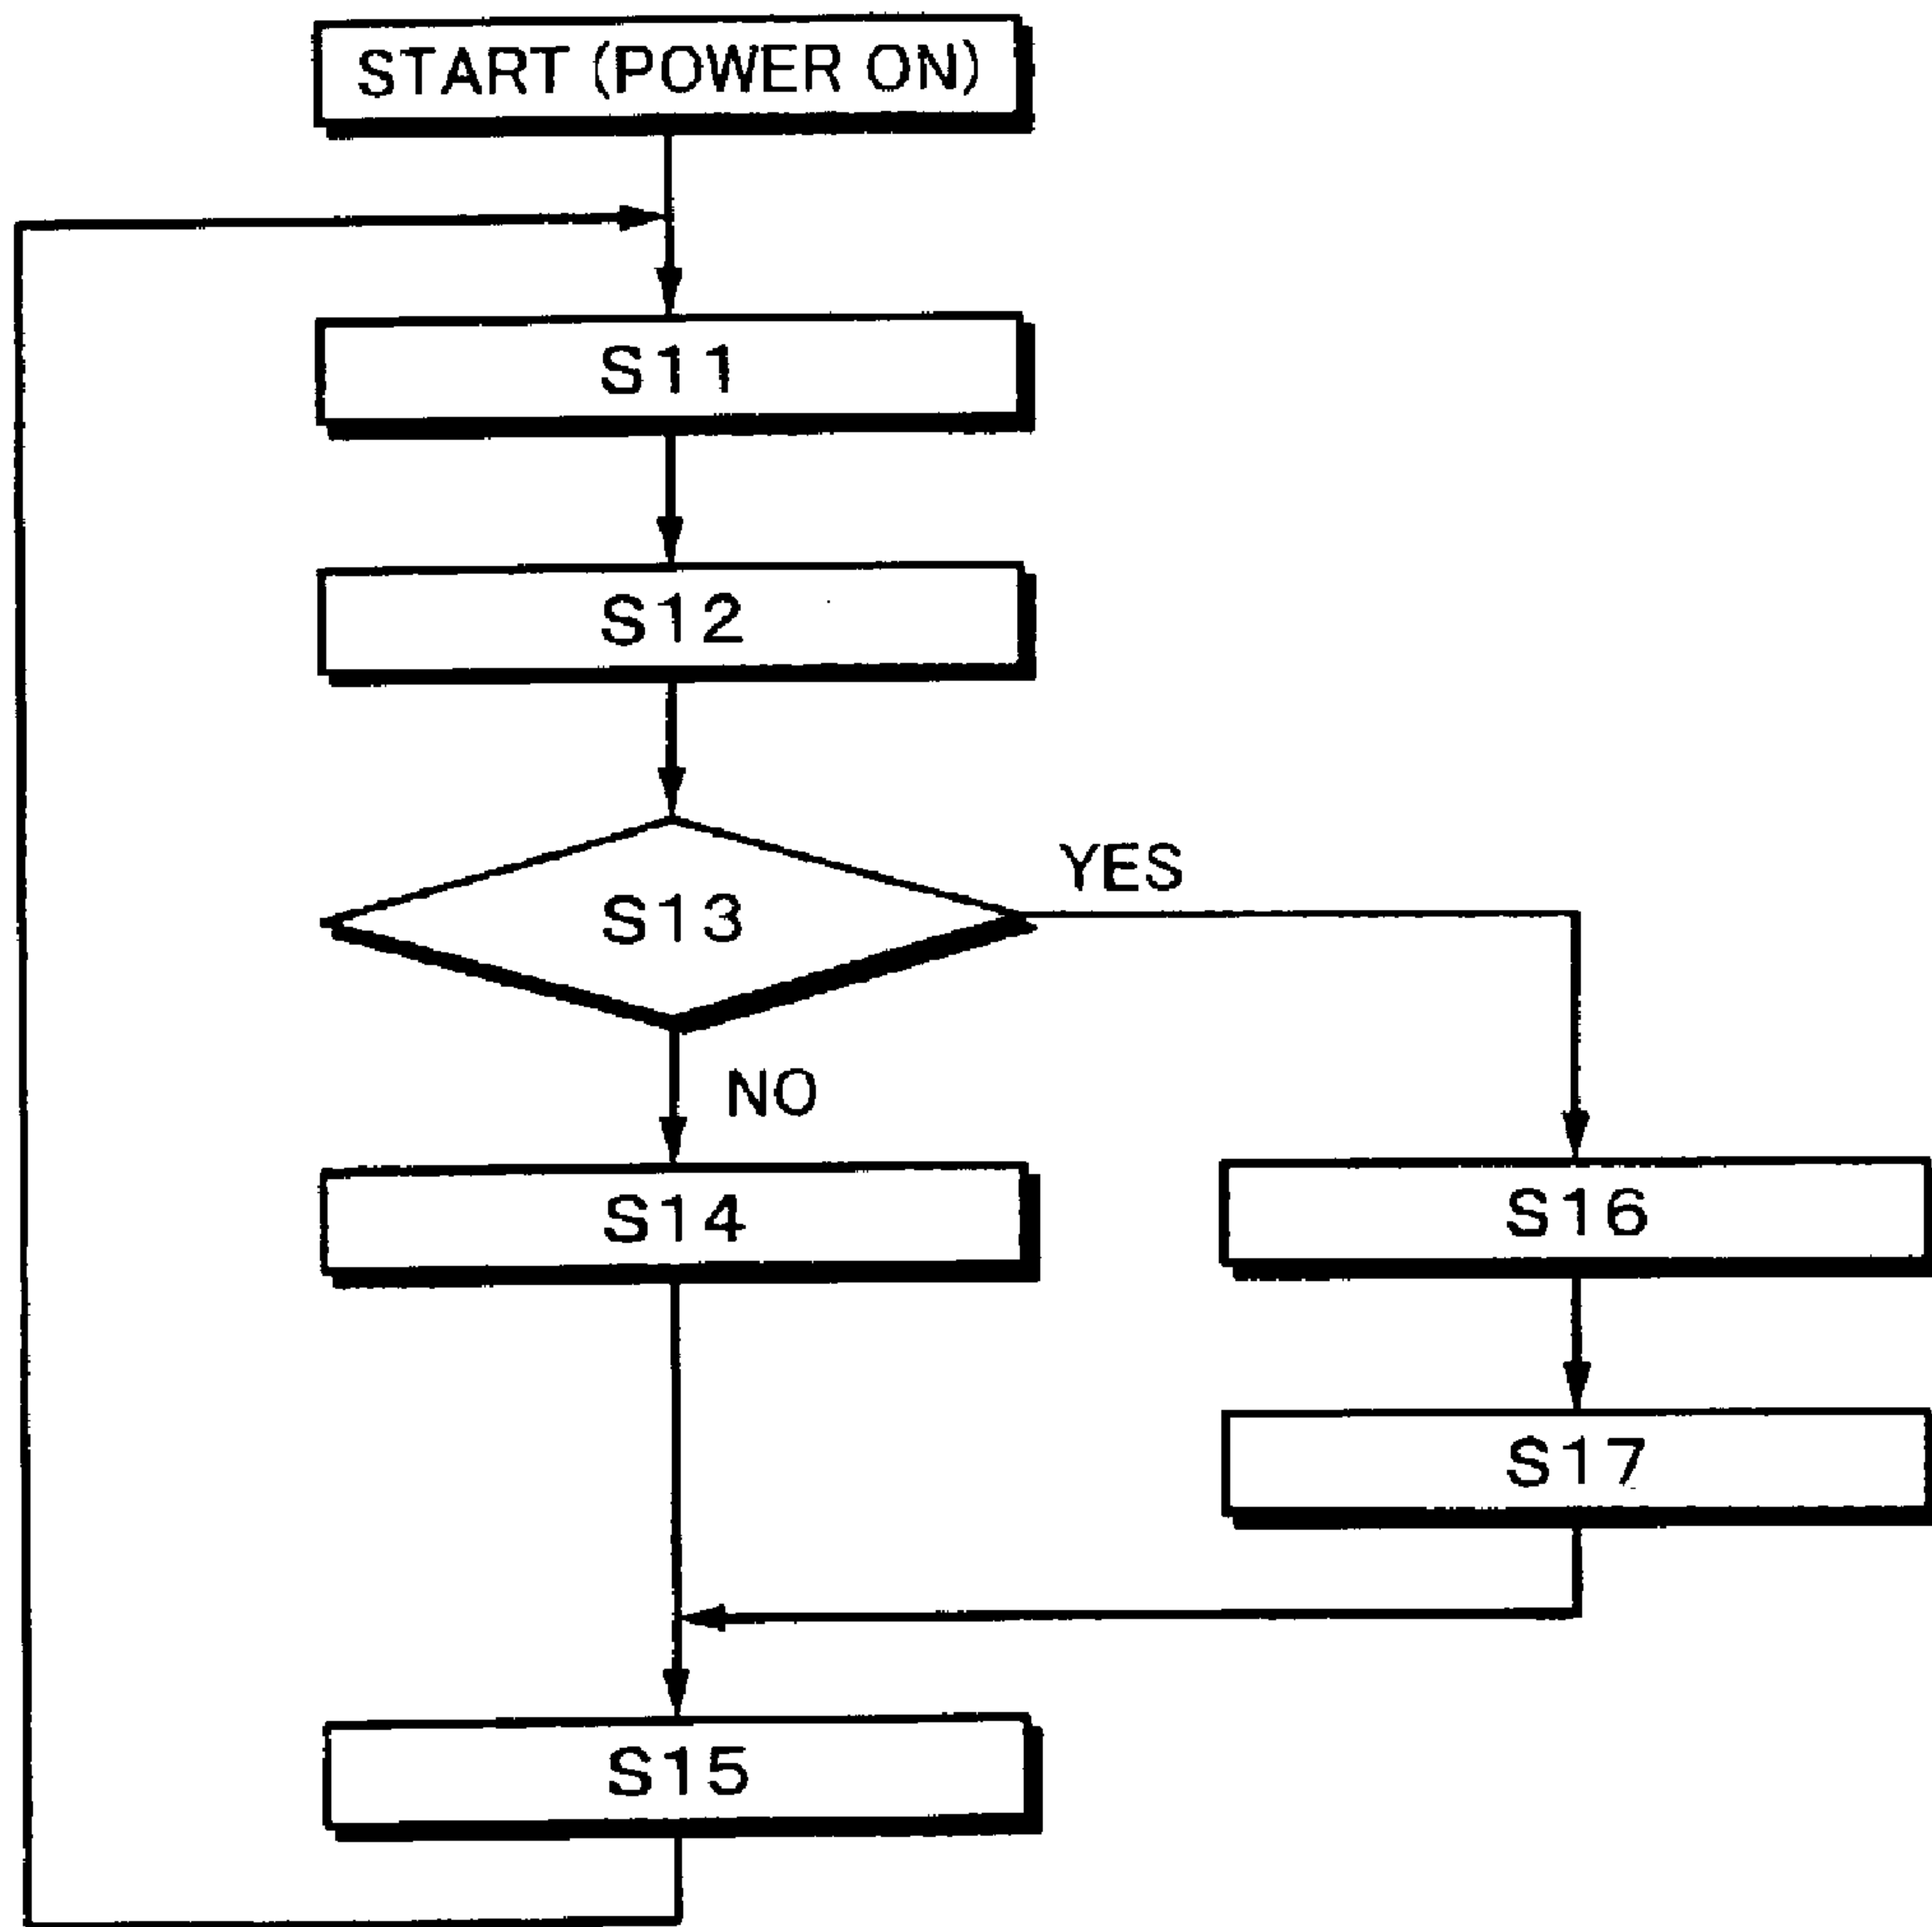 START (POWER ON)
S11
S12
S13
YES
NO
S14
S16
S17
S15